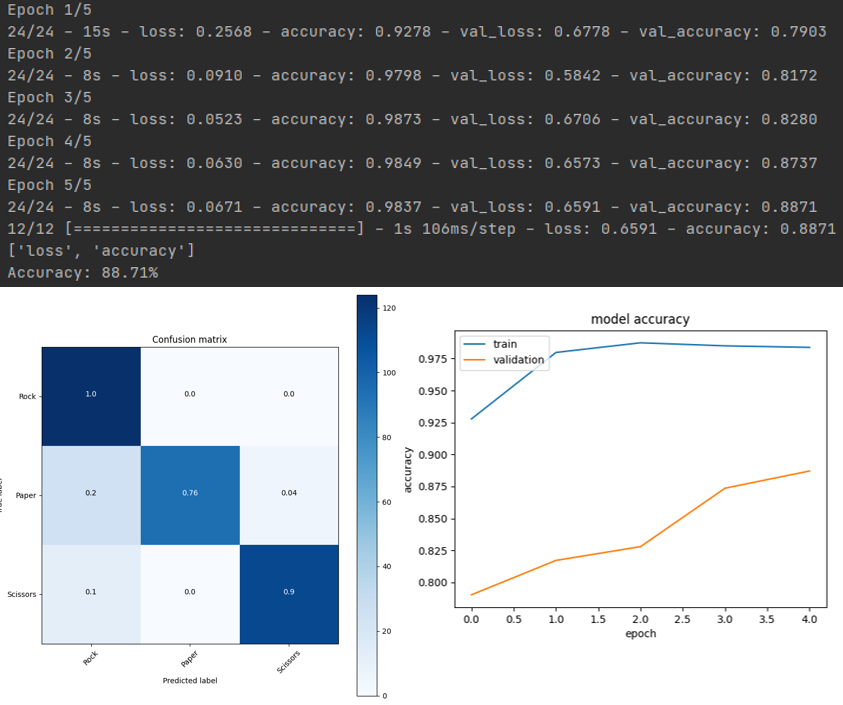 Epoch 1/5
24/24 - 15s - loss: 0.2568 - accuracy: 0.9278 - val_loss: 0.6778 - val_accuracy: 0.7903
Epoch 2/5
24/24 - 8s - loss: 0.0910 - accuracy: 0.9798 - val_loss: 0.5842 - val_accuracy: 0.8172
Epoch 3/5
24/24 - 8s - loss: 0.0523 - accuracy: 0.9873 - val_loss: 0.6706 - val_accuracy: 0.8280
Epoch 4/5
24/24 - 8s - loss: 0.0630 - accuracy: 0.9849 - val_loss: 0.6573 - val_accuracy: 0.8737
Epoch 5/5
24/24 - 8s - loss: 0.0671 - accuracy: 0.9837 - val_loss: 0.6591 - val_accuracy: 0.8871
12/12 [==============================] - 1s 106ms/step - loss: 0.6591 - accuracy: 0.8871
['loss', 'accuracy']
Accuracy: 88.71%
Confusion matrix
Rock 1.0 0.0 0.0
Paper 0.2 0.76 0.04
Scissors 0.1 0.0 0.9
Rock Paper Scissors
Predicted label
120
100
80
60
40
20
0
model accuracy
train
validation
accuracy
0.975
0.950
0.925
0.900
0.875
0.850
0.825
0.800
0.0 0.5 1.0 1.5 2.0 2.5 3.0 3.5 4.0
epoch